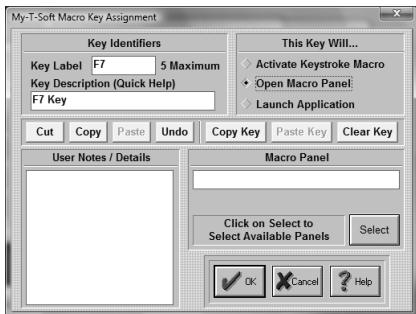 My-T-Soft Macro Key Assignment
Key Identifiers
Key Label F7 5 Maximum
Key Description (Quick Help)
F7 Key
This Key Will...
Activate Keystroke Macro
Open Macro Panel
Launch Application
Cut Copy Paste Undo Copy Key Paste Key Clear Key
User Notes / Details
Macro Panel
Click on Select to
Select Available Panels
Select
OK Cancel Help